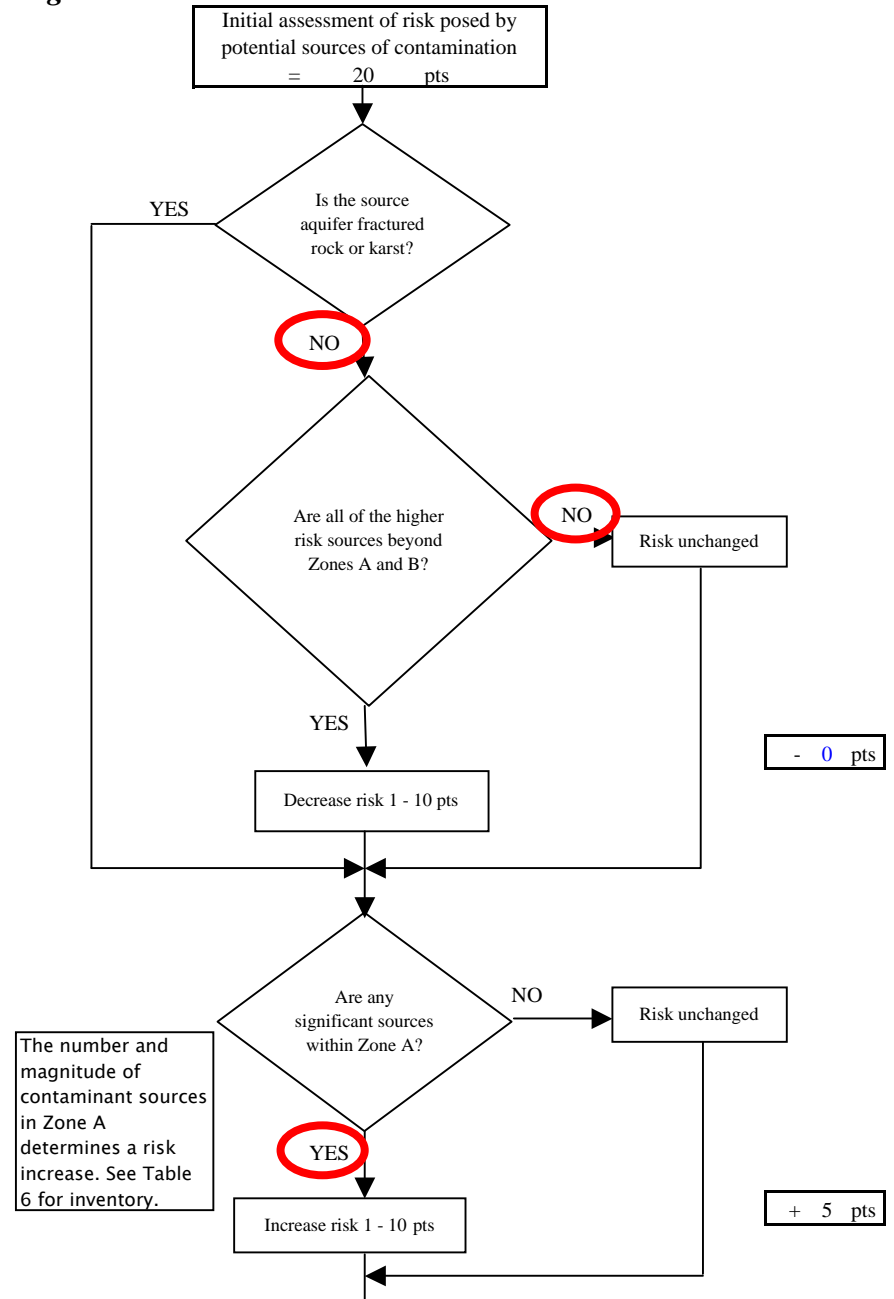 Initial assessment of risk posed by
potential sources of contamination
= 20 pts
Is the source
aquifer fractured
rock or karst?
YES
NO
Are all of the higher
risk sources beyond
Zones A and B?
NO
Risk unchanged
YES
- 0 pts
Decrease risk 1 - 10 pts
Are any
significant sources
within Zone A?
NO
Risk unchanged
The number and
magnitude of
contaminant sources
in Zone A
determines a risk
increase. See Table
6 for inventory.
YES
Increase risk 1 - 10 pts
+ 5 pts